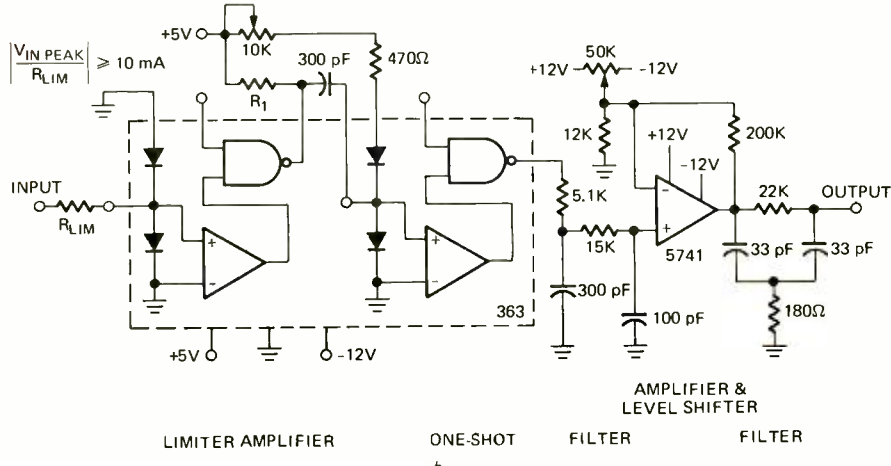 |V_IN PEAK / R_LIM| ⩾ 10 mA
+5V
10K
R1
300 pF
470Ω
50K
+12V
-12V
12K
200K
+12V
-12V
INPUT
R_LIM
+
-
+
-
5.1K
15K
-
+
5741
22K
OUTPUT
33 pF
33 pF
300 pF
363
100 pF
180Ω
+5V
-12V
AMPLIFIER &
LEVEL SHIFTER
LIMITER AMPLIFIER ONE-SHOT FILTER FILTER